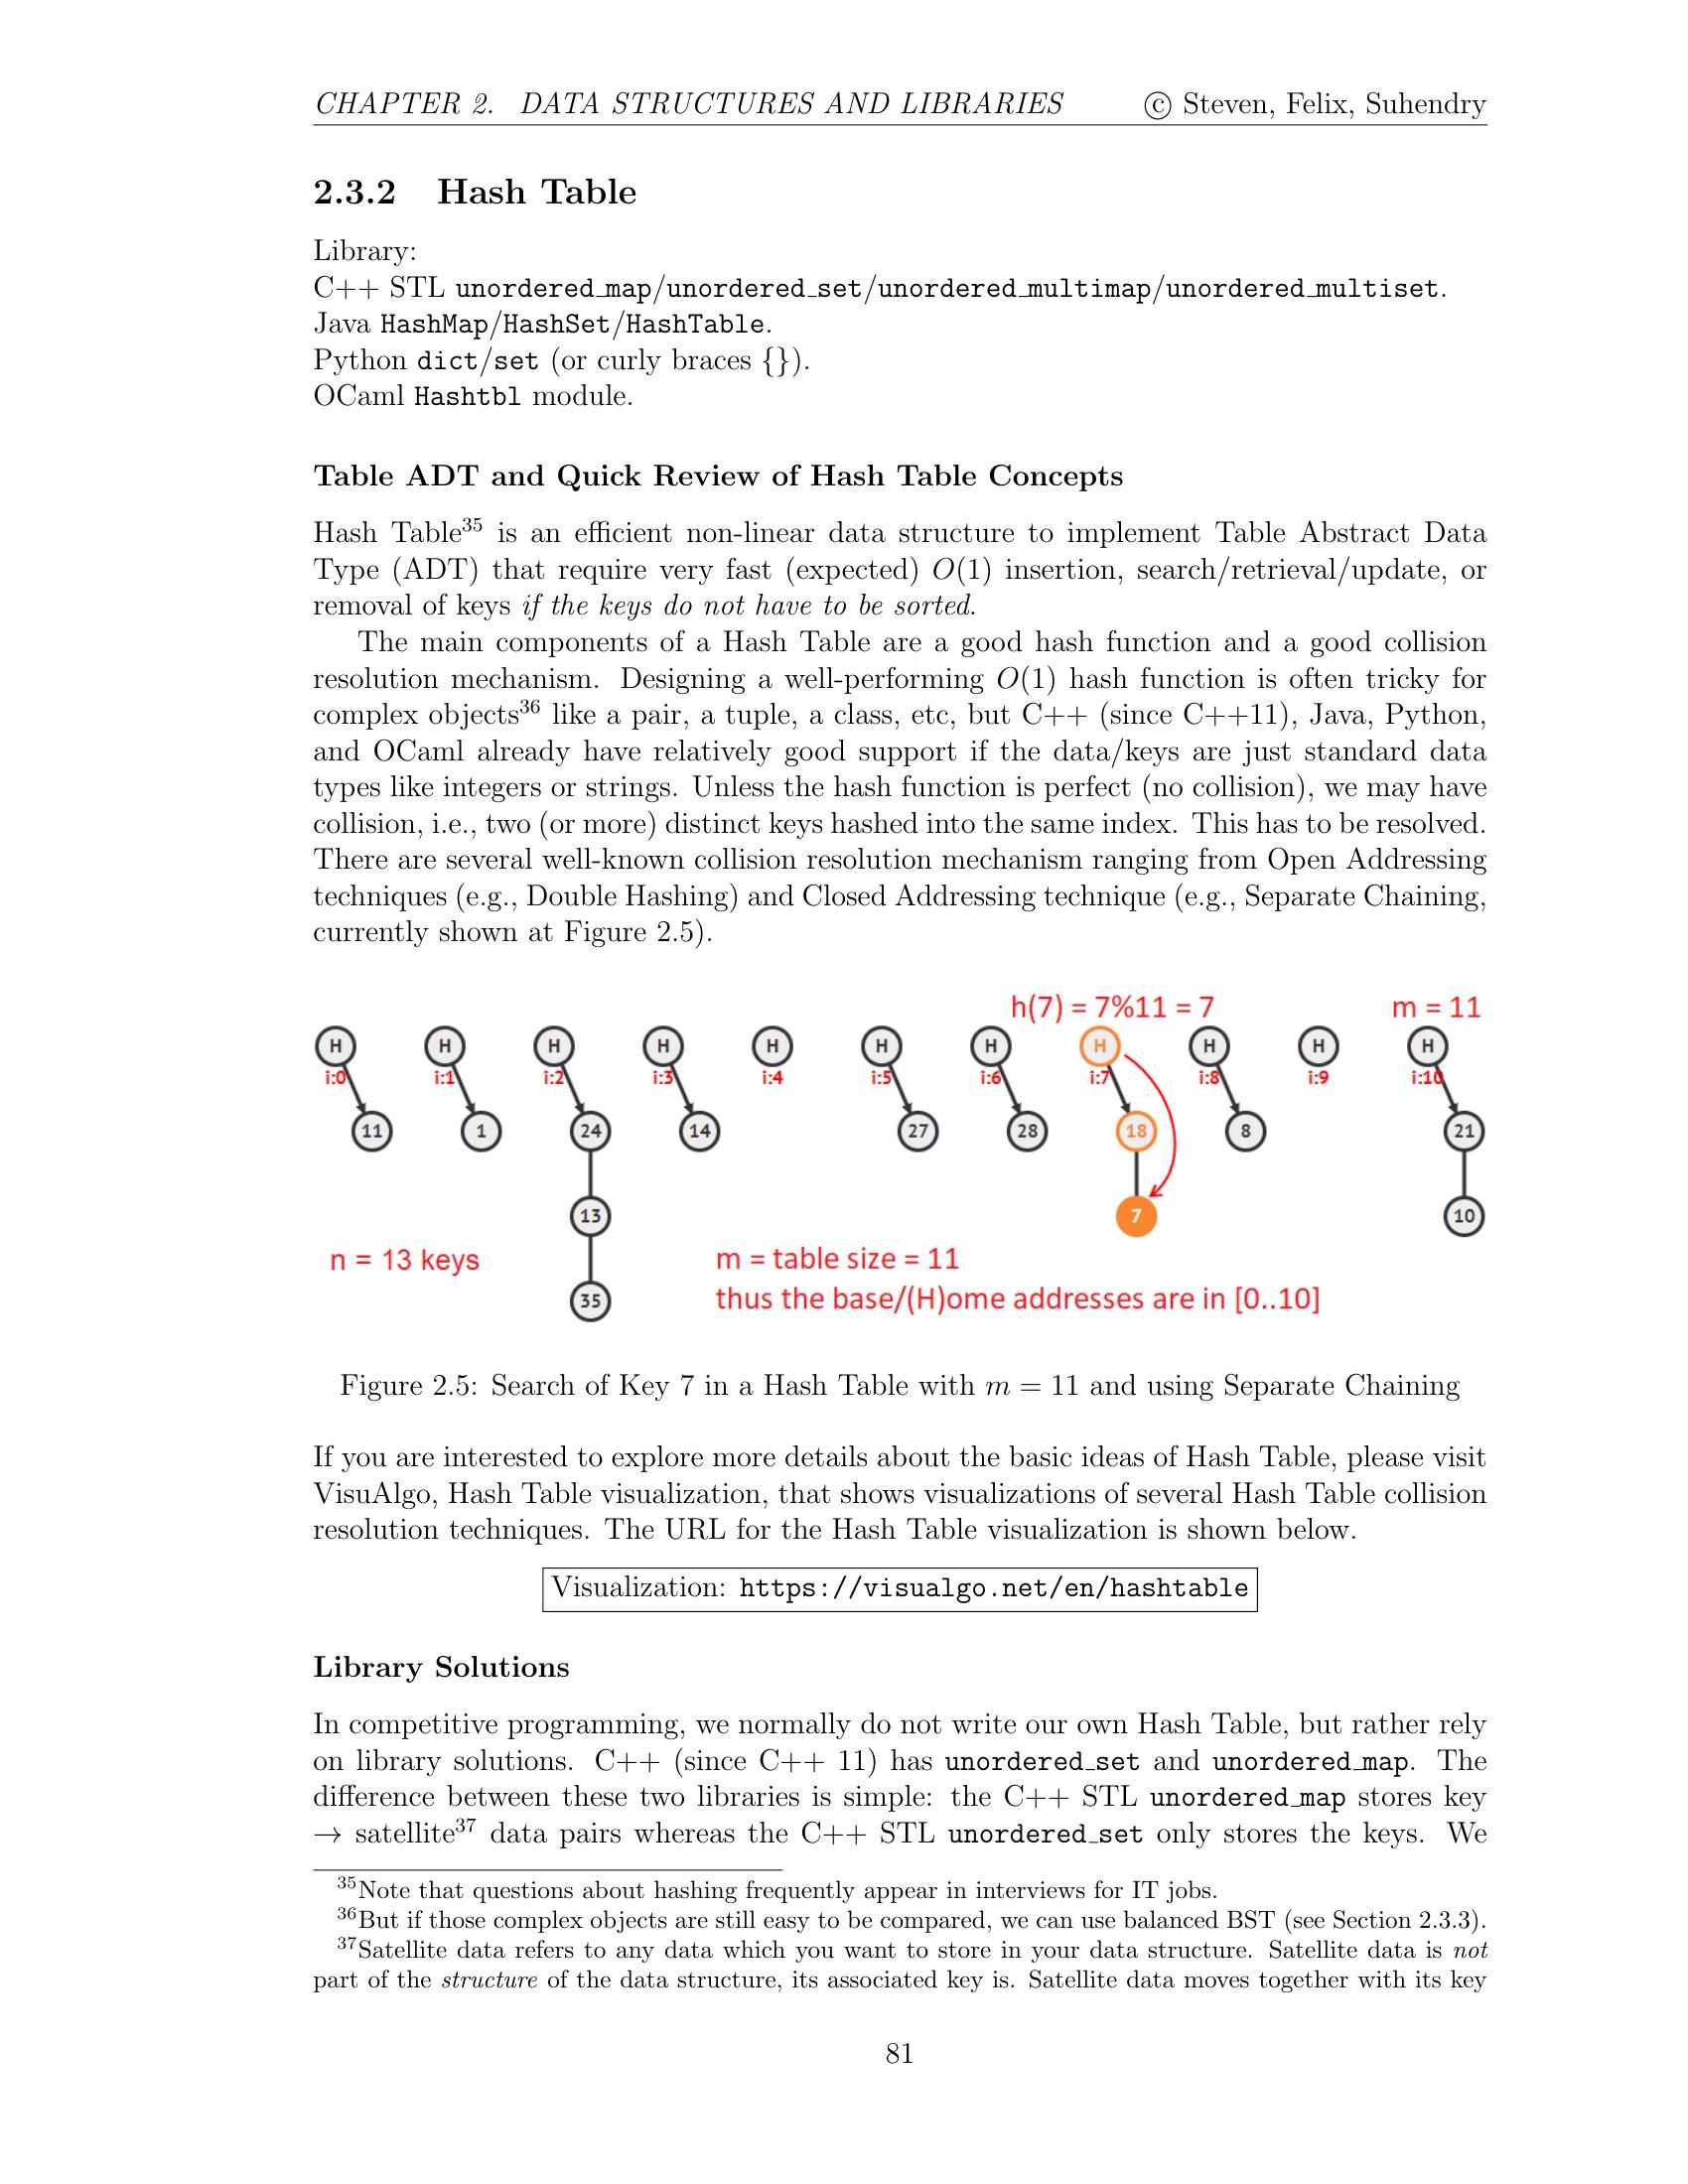 CHAPTER 2. DATA STRUCTURES AND LIBRARIES © Steven, Felix, Suhendry
2.3.2 Hash Table
Library:
C++ STL unordered_map/unordered_set/unordered_multimap/unordered_multiset.
Java HashMap/HashSet/HashTable.
Python dict/set (or curly braces {}).
OCaml Hashtbl module.
Table ADT and Quick Review of Hash Table Concepts
Hash Table35 is an efficient non-linear data structure to implement Table Abstract Data
Type (ADT) that require very fast (expected) O(1) insertion, search/retrieval/update, or
removal of keys if the keys do not have to be sorted.
The main components of a Hash Table are a good hash function and a good collision
resolution mechanism. Designing a well-performing O(1) hash function is often tricky for
complex objects36 like a pair, a tuple, a class, etc, but C++ (since C++11), Java, Python,
and OCaml already have relatively good support if the data/keys are just standard data
types like integers or strings. Unless the hash function is perfect (no collision), we may have
collision, i.e., two (or more) distinct keys hashed into the same index. This has to be resolved.
There are several well-known collision resolution mechanism ranging from Open Addressing
techniques (e.g., Double Hashing) and Closed Addressing technique (e.g., Separate Chaining,
currently shown at Figure 2.5).
h(7) = 7%11 = 7 m = 11
H H H H H H H H H H H
i:0 i:1 i:2 i:3 i:4 i:5 i:6 i:7 i:8 i:9 i:10
11 1 24 14 27 28 18 8 21
13 7 10
n = 13 keys m = table size = 11
35 thus the base/(H)ome addresses are in [0..10]
Figure 2.5: Search of Key 7 in a Hash Table with m = 11 and using Separate Chaining
If you are interested to explore more details about the basic ideas of Hash Table, please visit
VisuAlgo, Hash Table visualization, that shows visualizations of several Hash Table collision
resolution techniques. The URL for the Hash Table visualization is shown below.
Visualization: https://visualgo.net/en/hashtable
Library Solutions
In competitive programming, we normally do not write our own Hash Table, but rather rely
on library solutions. C++ (since C++ 11) has unordered_set and unordered_map. The
difference between these two libraries is simple: the C++ STL unordered_map stores key
→ satellite37 data pairs whereas the C++ STL unordered_set only stores the keys. We
35Note that questions about hashing frequently appear in interviews for IT jobs.
36But if those complex objects are still easy to be compared, we can use balanced BST (see Section 2.3.3).
37Satellite data refers to any data which you want to store in your data structure. Satellite data is not
part of the structure of the data structure, its associated key is. Satellite data moves together with its key
81